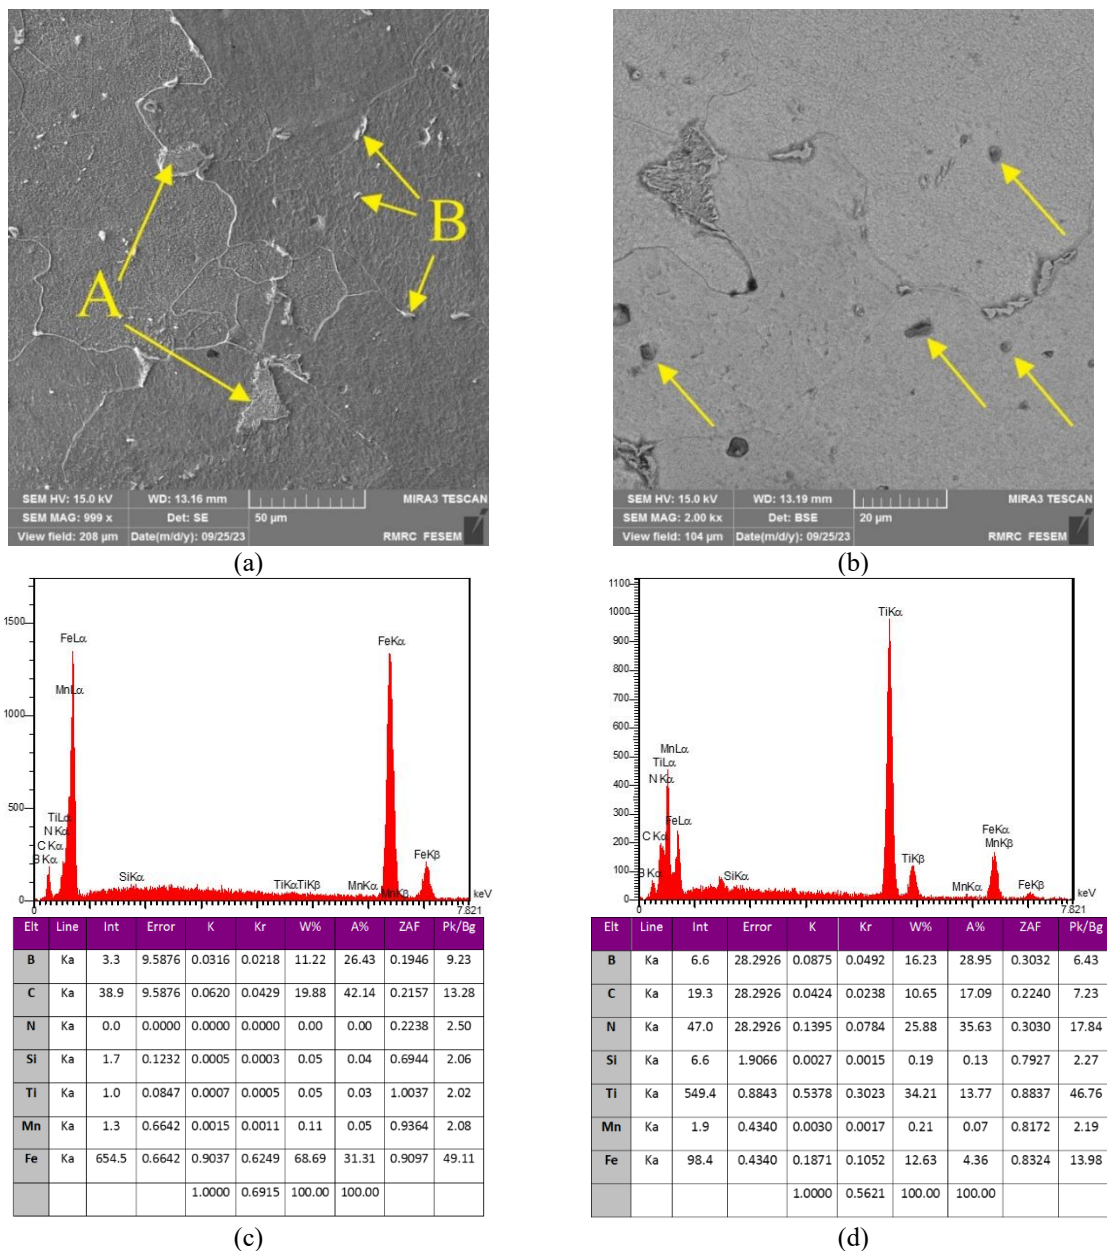 A
B
SEM HV: 15.0 kV WD: 13.16 mm MIRA3 TESCAN
SEM MAG: 999 x Det: SE 50 µm
View field: 208 µm Date(m/d/y): 09/25/23 RMRC FESEM
(a)
SEM HV: 15.0 kV WD: 13.19 mm MIRA3 TESCAN
SEM MAG: 2.00 kx Det: BSE 20 µm
View field: 104 µm Date(m/d/y): 09/25/23 RMRC FESEM
(b)
1500
1000
500
0
FeLα
MnLα
TiLα
N Kα
C Kα
B Kα
SiKα
TiKα
TiKβ
MnKα
MnKβ
FeKα
FeKβ
keV
0
7.821
Elt Line Int Error K Kr W% A% ZAF Pk/Bg
B Ka 3.3 9.5876 0.0316 0.0218 11.22 26.43 0.1946 9.23
C Ka 38.9 9.5876 0.0620 0.0429 19.88 42.14 0.2157 13.28
N Ka 0.0 0.0000 0.0000 0.0000 0.00 0.00 0.2238 2.50
Si Ka 1.7 0.1232 0.0005 0.0003 0.05 0.04 0.6944 2.06
Ti Ka 1.0 0.0847 0.0007 0.0005 0.05 0.03 1.0037 2.02
Mn Ka 1.3 0.6642 0.0015 0.0011 0.11 0.05 0.9364 2.08
Fe Ka 654.5 0.6642 0.9037 0.6249 68.69 31.31 0.9097 49.11
1.0000 0.6915 100.00 100.00
(c)
1100
1000
900
800
700
600
500
400
300
200
100
0
TiKα
MnLα
TiLα
N Kα
FeLα
C Kα
B Kα
SiKα
TiKβ
MnKα
FeKα
MnKβ
FeKβ
keV
0
7.821
Elt Line Int Error K Kr W% A% ZAF Pk/Bg
B Ka 6.6 28.2926 0.0875 0.0492 16.23 28.95 0.3032 6.43
C Ka 19.3 28.2926 0.0424 0.0238 10.65 17.09 0.2240 7.23
N Ka 47.0 28.2926 0.1395 0.0784 25.88 35.63 0.3030 17.84
Si Ka 6.6 1.9066 0.0027 0.0015 0.19 0.13 0.7927 2.27
Ti Ka 549.4 0.8843 0.5378 0.3023 34.21 13.77 0.8837 46.76
Mn Ka 1.9 0.4340 0.0030 0.0017 0.21 0.07 0.8172 2.19
Fe Ka 98.4 0.4340 0.1871 0.1052 12.63 4.36 0.8324 13.98
1.0000 0.5621 100.00 100.00
(d)